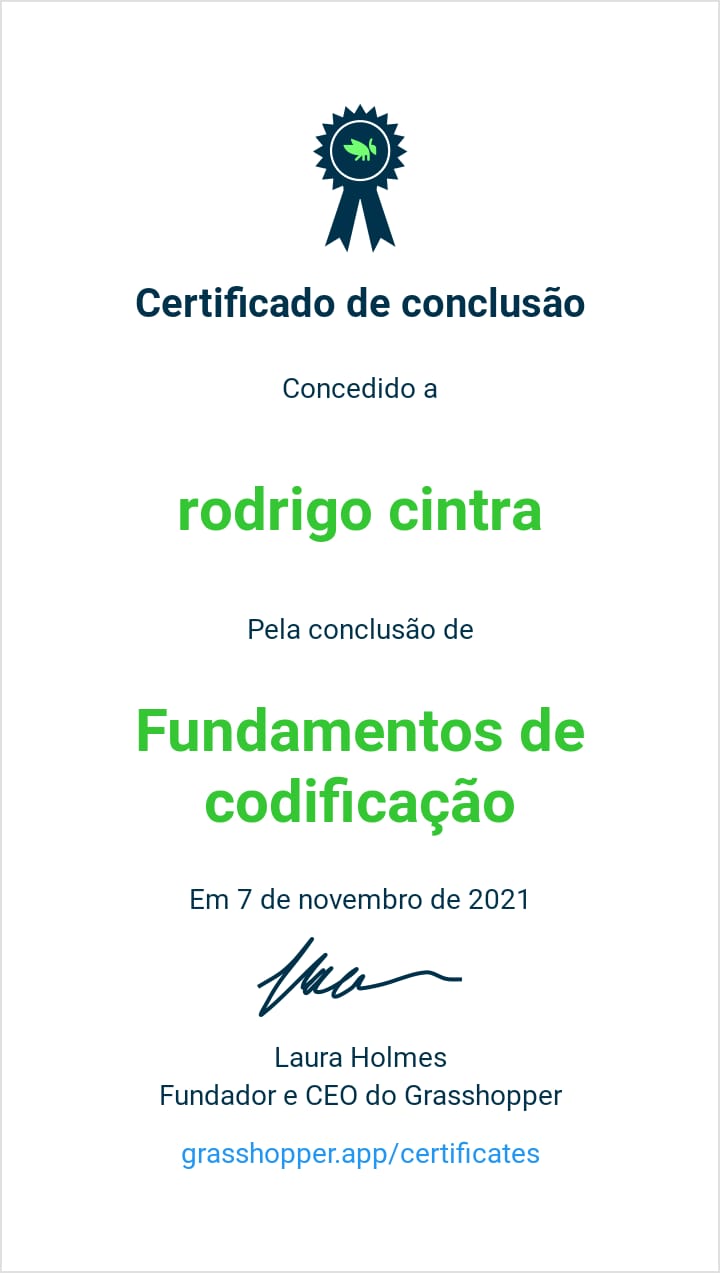 Certificado de conclusão
Concedido a
rodrigo cintra
Pela conclusão de
Fundamentos de
codificação
Em 7 de novembro de 2021
Laura Holmes
Fundador e CEO do Grasshopper
grasshopper.app/certificates